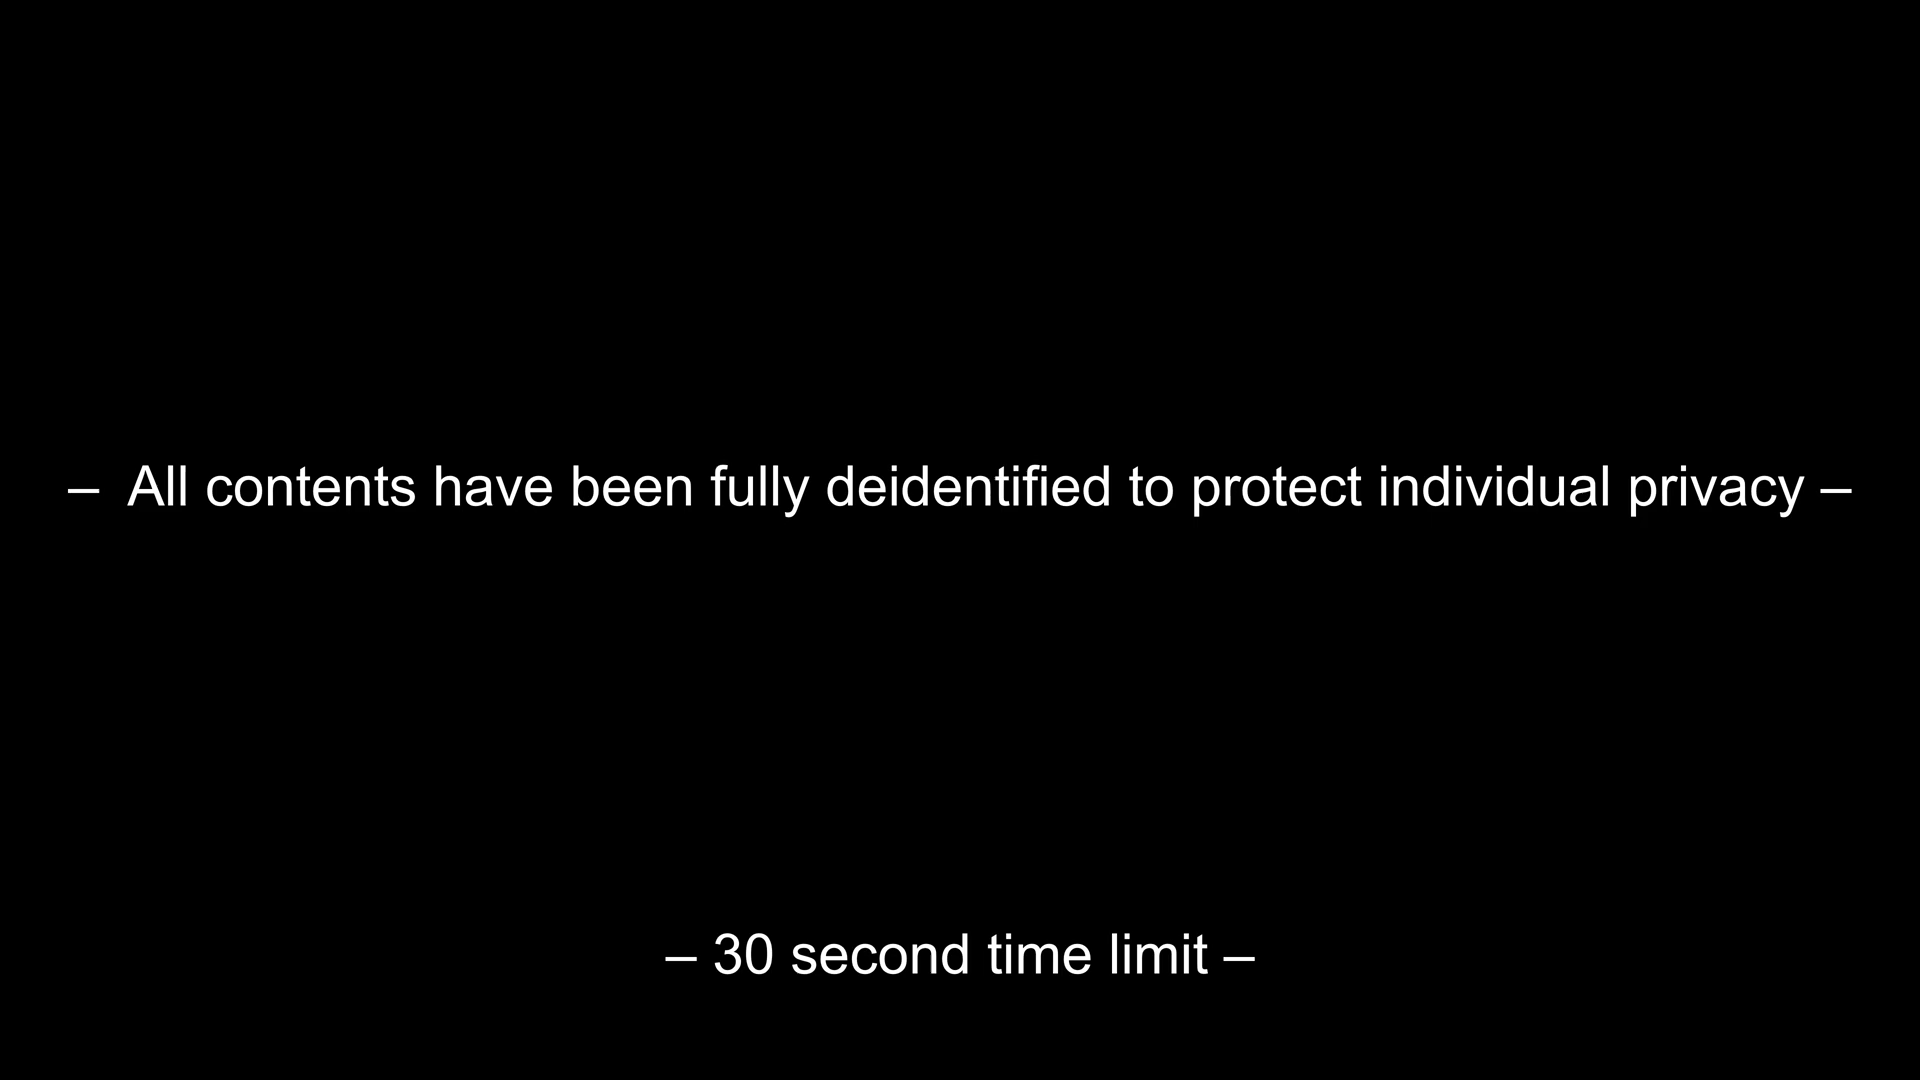 –  All contents have been fully deidentified to protect individual privacy –
– 30 second time limit –